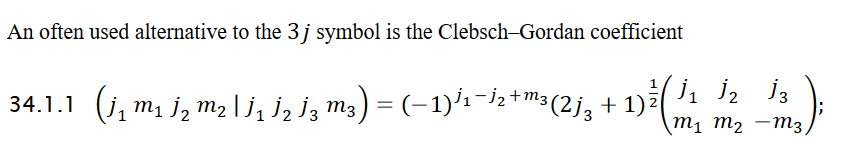 An often used alternative to the 3j symbol is the Clebsch–Gordan coefficient
34.1.1 (j₁ m₁ j₂ m₂ | j₁ j₂ j₃ m₃) = (−1)^{j₁−j₂+m₃}(2j₃ + 1)^{1/2}(j₁ j₂ j₃; m₁ m₂ −m₃);